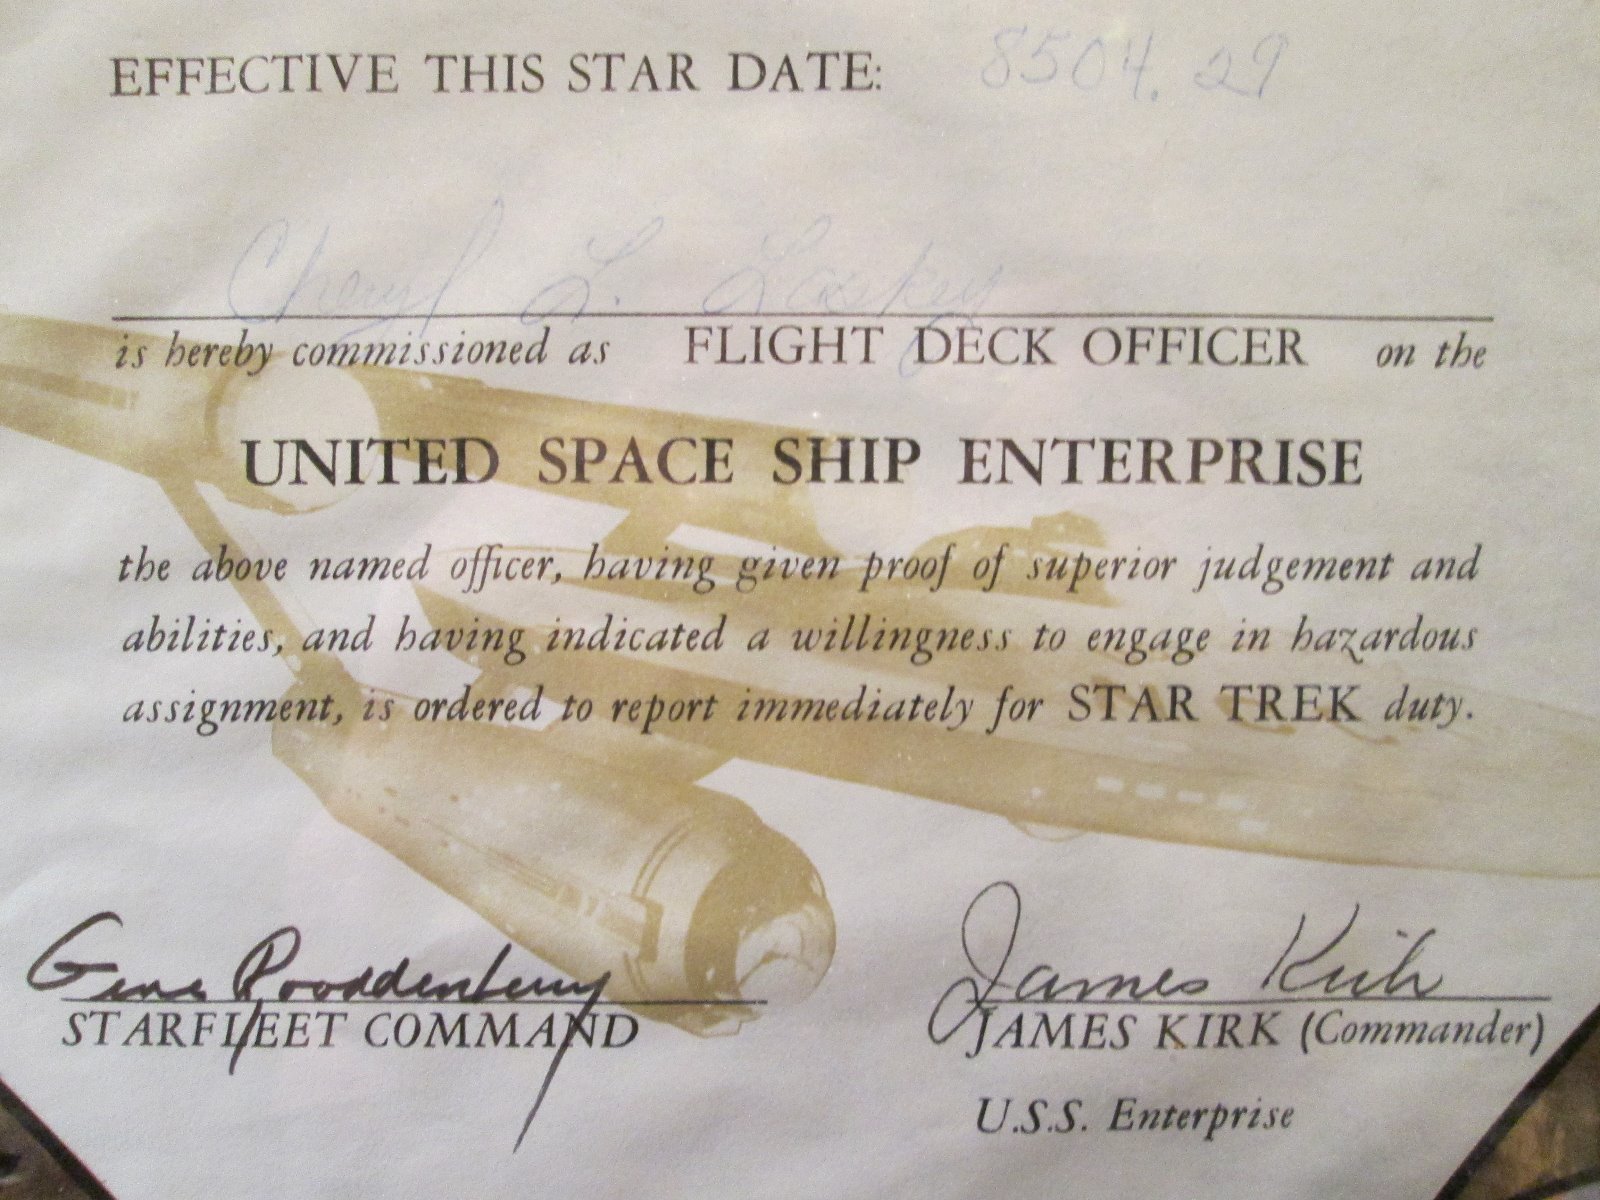 EFFECTIVE THIS STAR DATE: 8504.29
Cheryl L. Laskey
is hereby commissioned as FLIGHT DECK OFFICER on the
UNITED SPACE SHIP ENTERPRISE
the above named officer, having given proof of superior judgement and
abilities, and having indicated a willingness to engage in hazardous
assignment, is ordered to report immediately for STAR TREK duty.
Gene Roddenberry James Kirk
STARFLEET COMMAND JAMES KIRK (Commander)
U.S.S. Enterprise